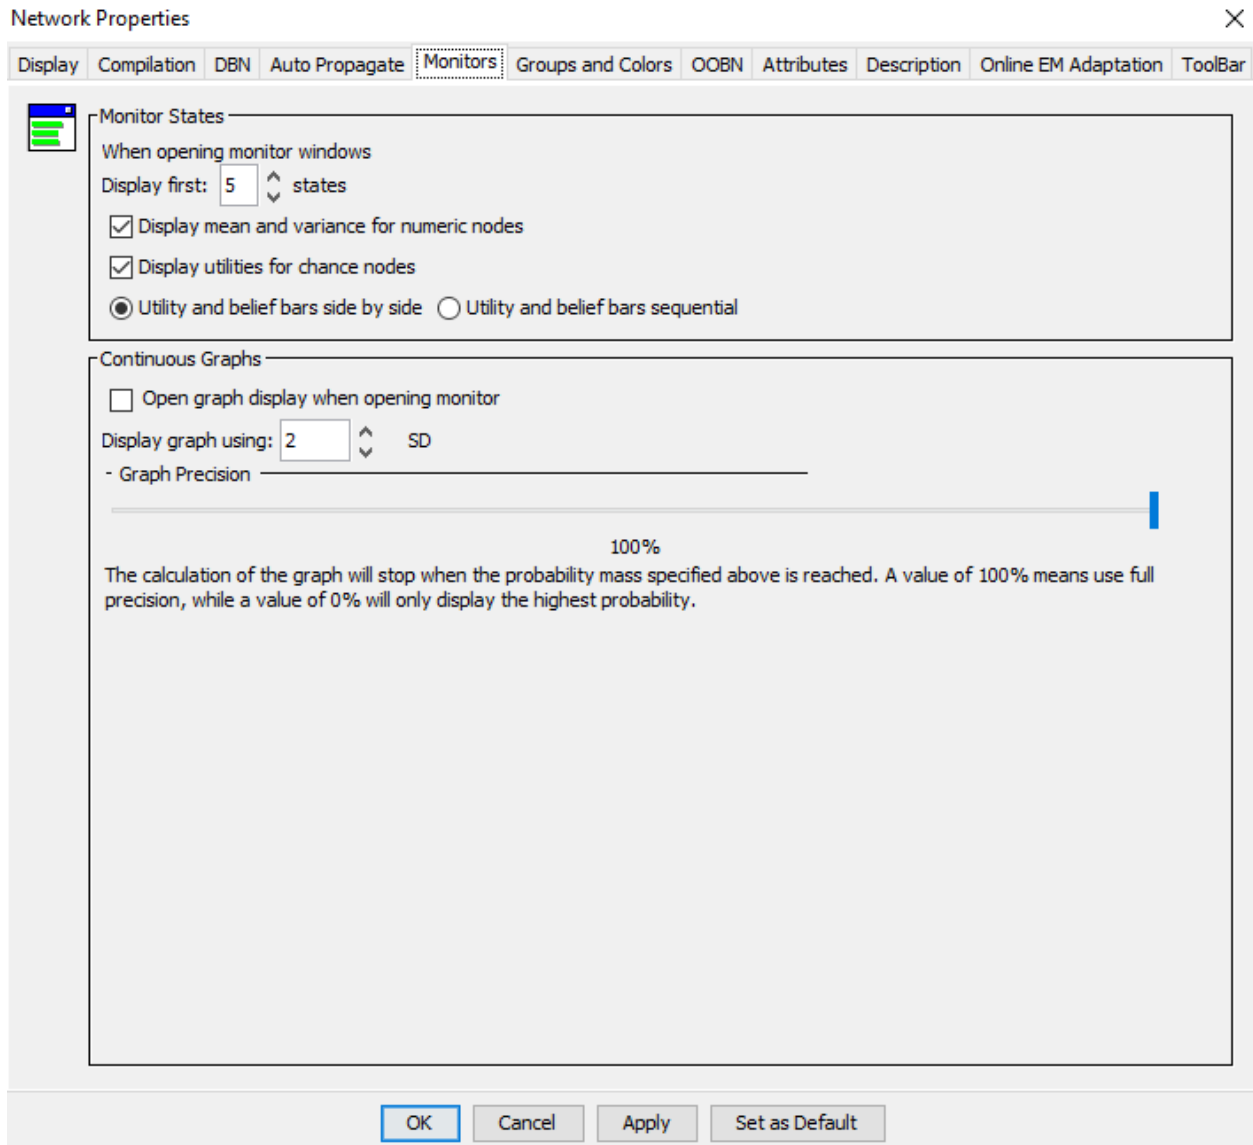 Network Properties
Display Compilation DBN Auto Propagate Monitors Groups and Colors OOBN Attributes Description Online EM Adaptation ToolBar
Monitor States
When opening monitor windows
Display first: 5 states
Display mean and variance for numeric nodes
Display utilities for chance nodes
Utility and belief bars side by side Utility and belief bars sequential
Continuous Graphs
Open graph display when opening monitor
Display graph using: 2 SD
- Graph Precision
100%
The calculation of the graph will stop when the probability mass specified above is reached. A value of 100% means use full
precision, while a value of 0% will only display the highest probability.
OK Cancel Apply Set as Default